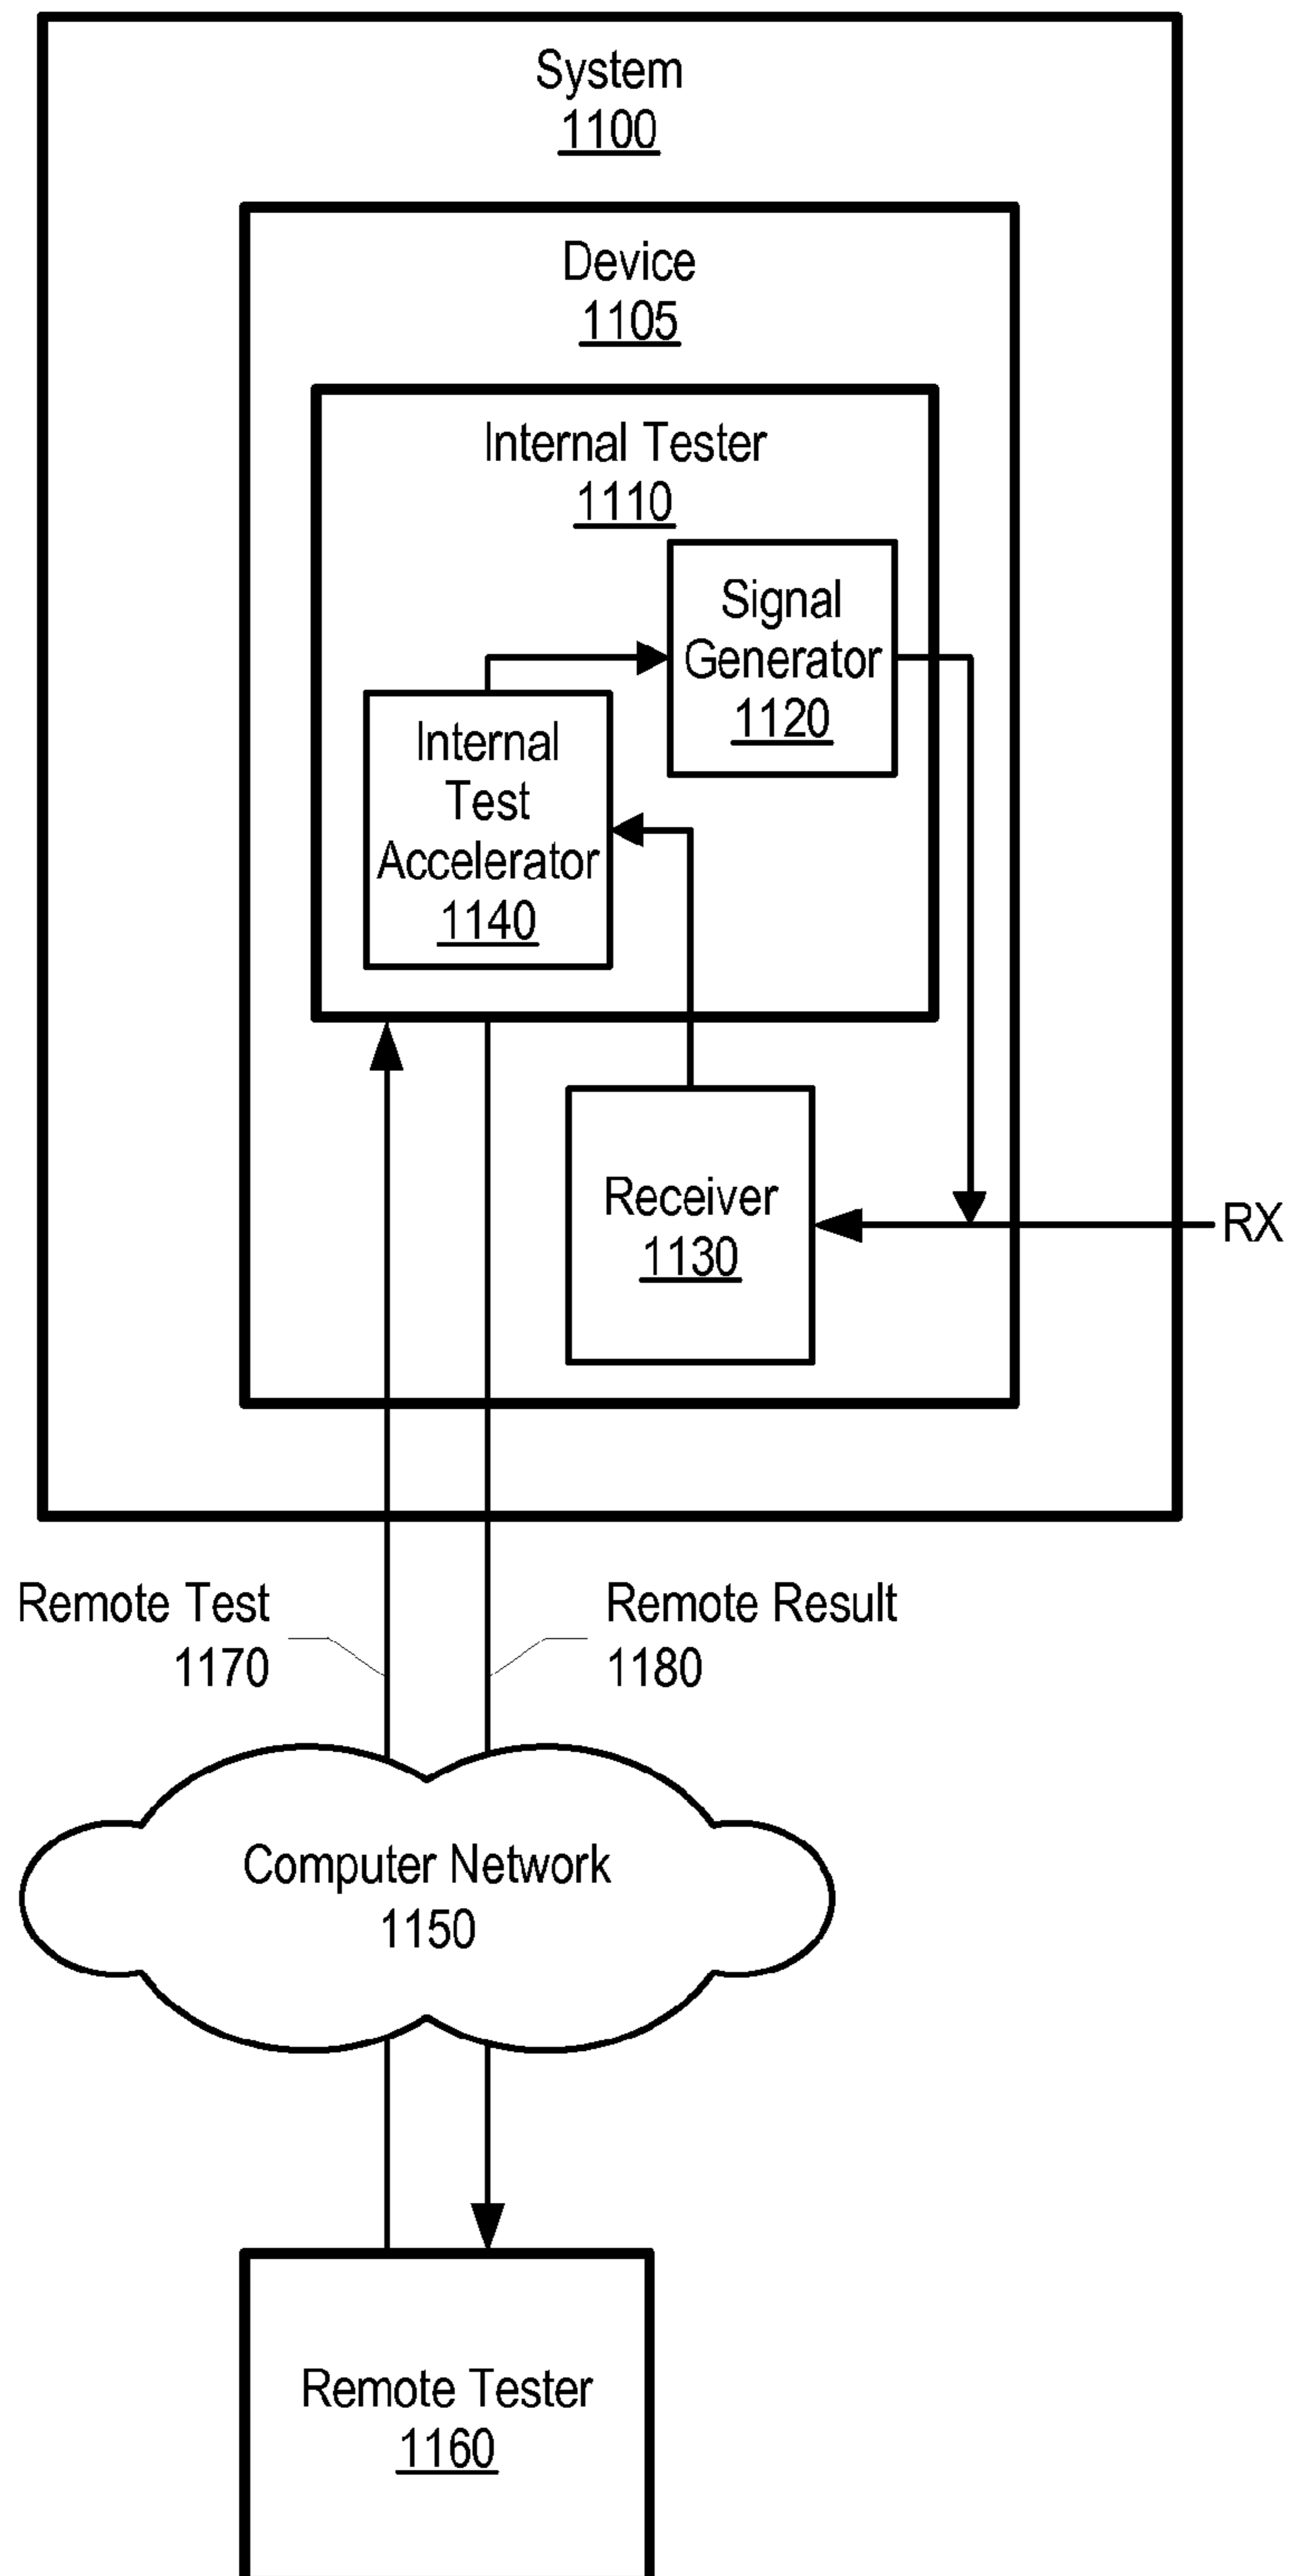 System
1100
Device
1105
Internal Tester
1110
Signal
Generator
1120
Internal
Test
Accelerator
1140
Receiver
1130
RX
Remote Test
1170
Remote Result
1180
Computer Network
1150
Remote Tester
1160